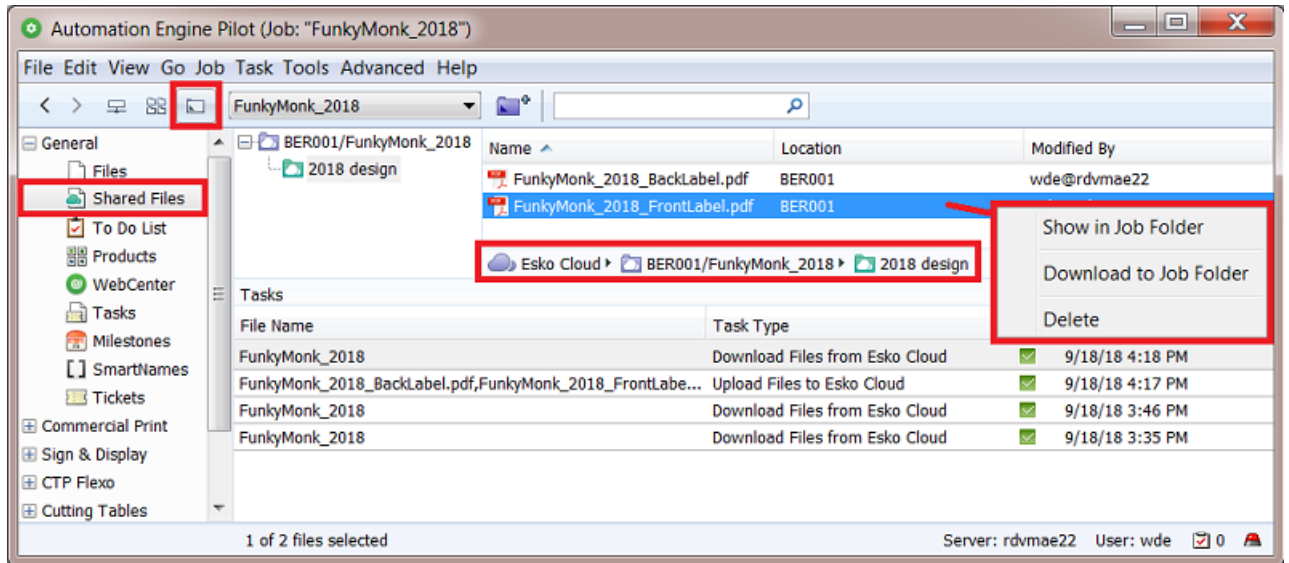 Automation Engine Pilot (Job: "FunkyMonk_2018")
File Edit View Go Job Task Tools Advanced Help
FunkyMonk_2018
General
Files
Shared Files
To Do List
Products
WebCenter
Tasks
Milestones
SmartNames
Tickets
Commercial Print
Sign & Display
CTP Flexo
Cutting Tables
BER001/FunkyMonk_2018
2018 design
Name Location Modified By
FunkyMonk_2018_BackLabel.pdf BER001 wde@rdvmae22
FunkyMonk_2018_FrontLabel.pdf BER001
Show in Job Folder
Download to Job Folder
Delete
Esko Cloud BER001/FunkyMonk_2018 2018 design
Tasks
File Name Task Type
FunkyMonk_2018 Download Files from Esko Cloud 9/18/18 4:18 PM
FunkyMonk_2018_BackLabel.pdf,FunkyMonk_2018_FrontLabe... Upload Files to Esko Cloud 9/18/18 4:17 PM
FunkyMonk_2018 Download Files from Esko Cloud 9/18/18 3:46 PM
FunkyMonk_2018 Download Files from Esko Cloud 9/18/18 3:35 PM
1 of 2 files selected Server: rdvmae22 User: wde 0